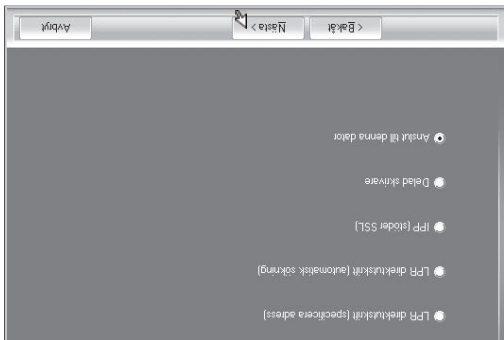 LPR direktutskrift (specificera adress)
LPR direktutskrift (automatisk sökning)
IPP (stöder SSL)
Delad skrivare
Anslut till denna dator
< Bakåt
Nästa >
Avbryt